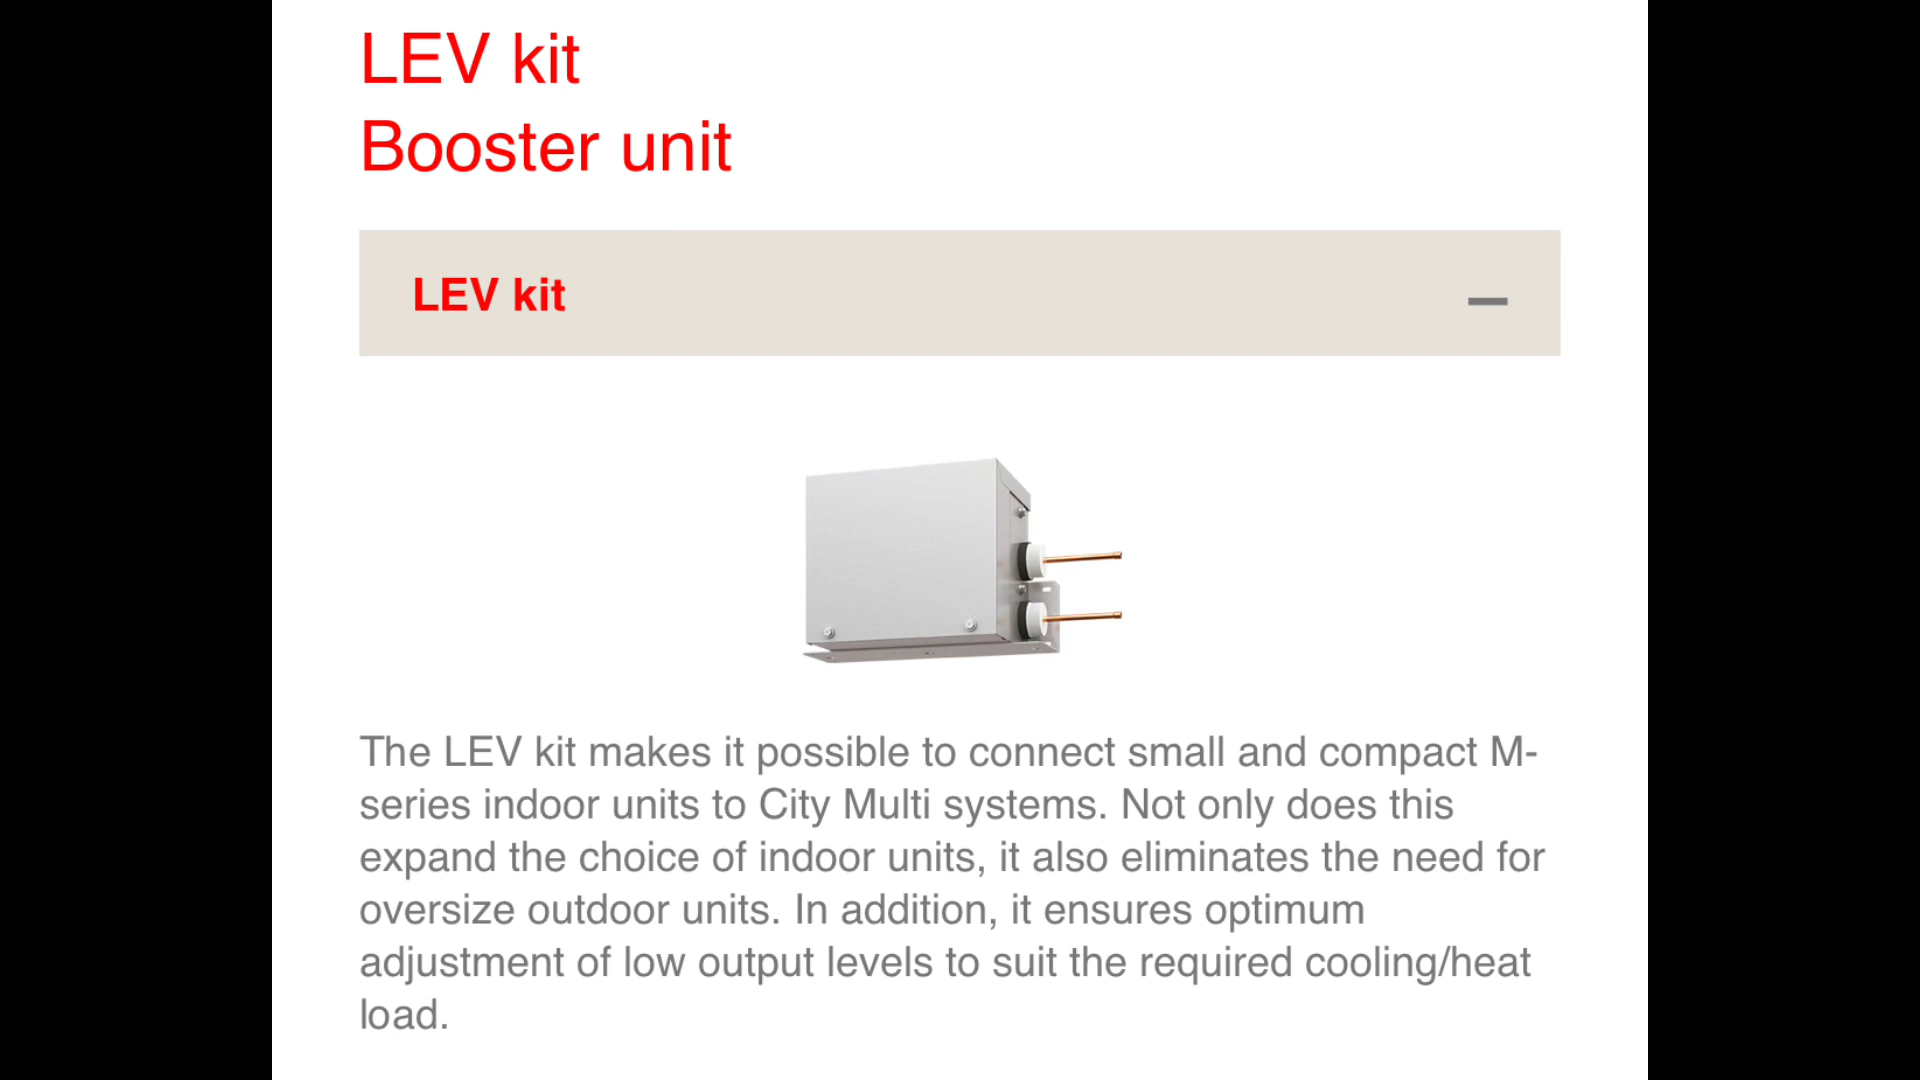 LEV kit
Booster unit
LEV kit
The LEV kit makes it possible to connect small and compact M-
series indoor units to City Multi systems. Not only does this
expand the choice of indoor units, it also eliminates the need for
oversize outdoor units. In addition, it ensures optimum
adjustment of low output levels to suit the required cooling/heat
load.